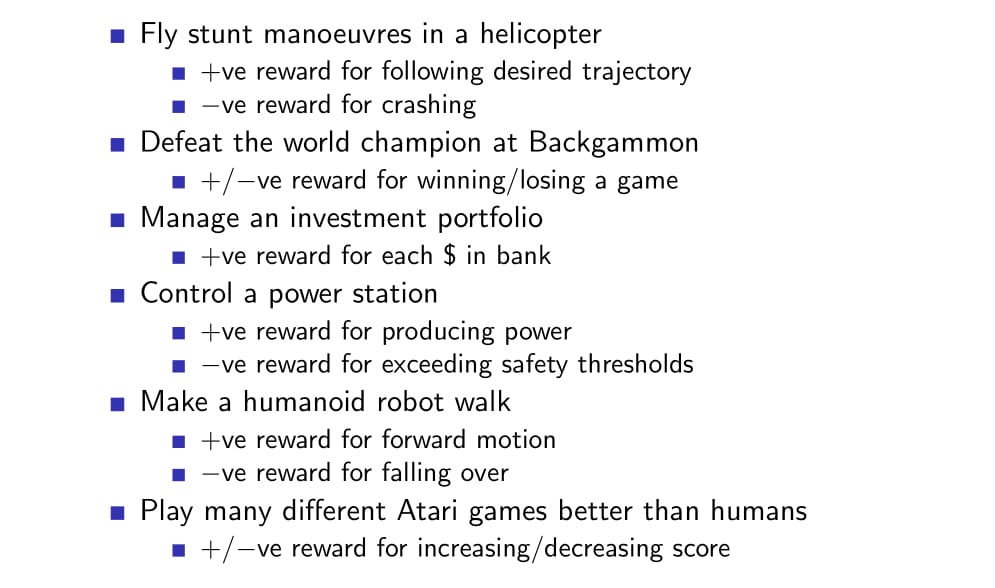 Fly stunt manoeuvres in a helicopter
+ve reward for following desired trajectory
−ve reward for crashing
Defeat the world champion at Backgammon
+/−ve reward for winning/losing a game
Manage an investment portfolio
+ve reward for each $ in bank
Control a power station
+ve reward for producing power
−ve reward for exceeding safety thresholds
Make a humanoid robot walk
+ve reward for forward motion
−ve reward for falling over
Play many different Atari games better than humans
+/−ve reward for increasing/decreasing score